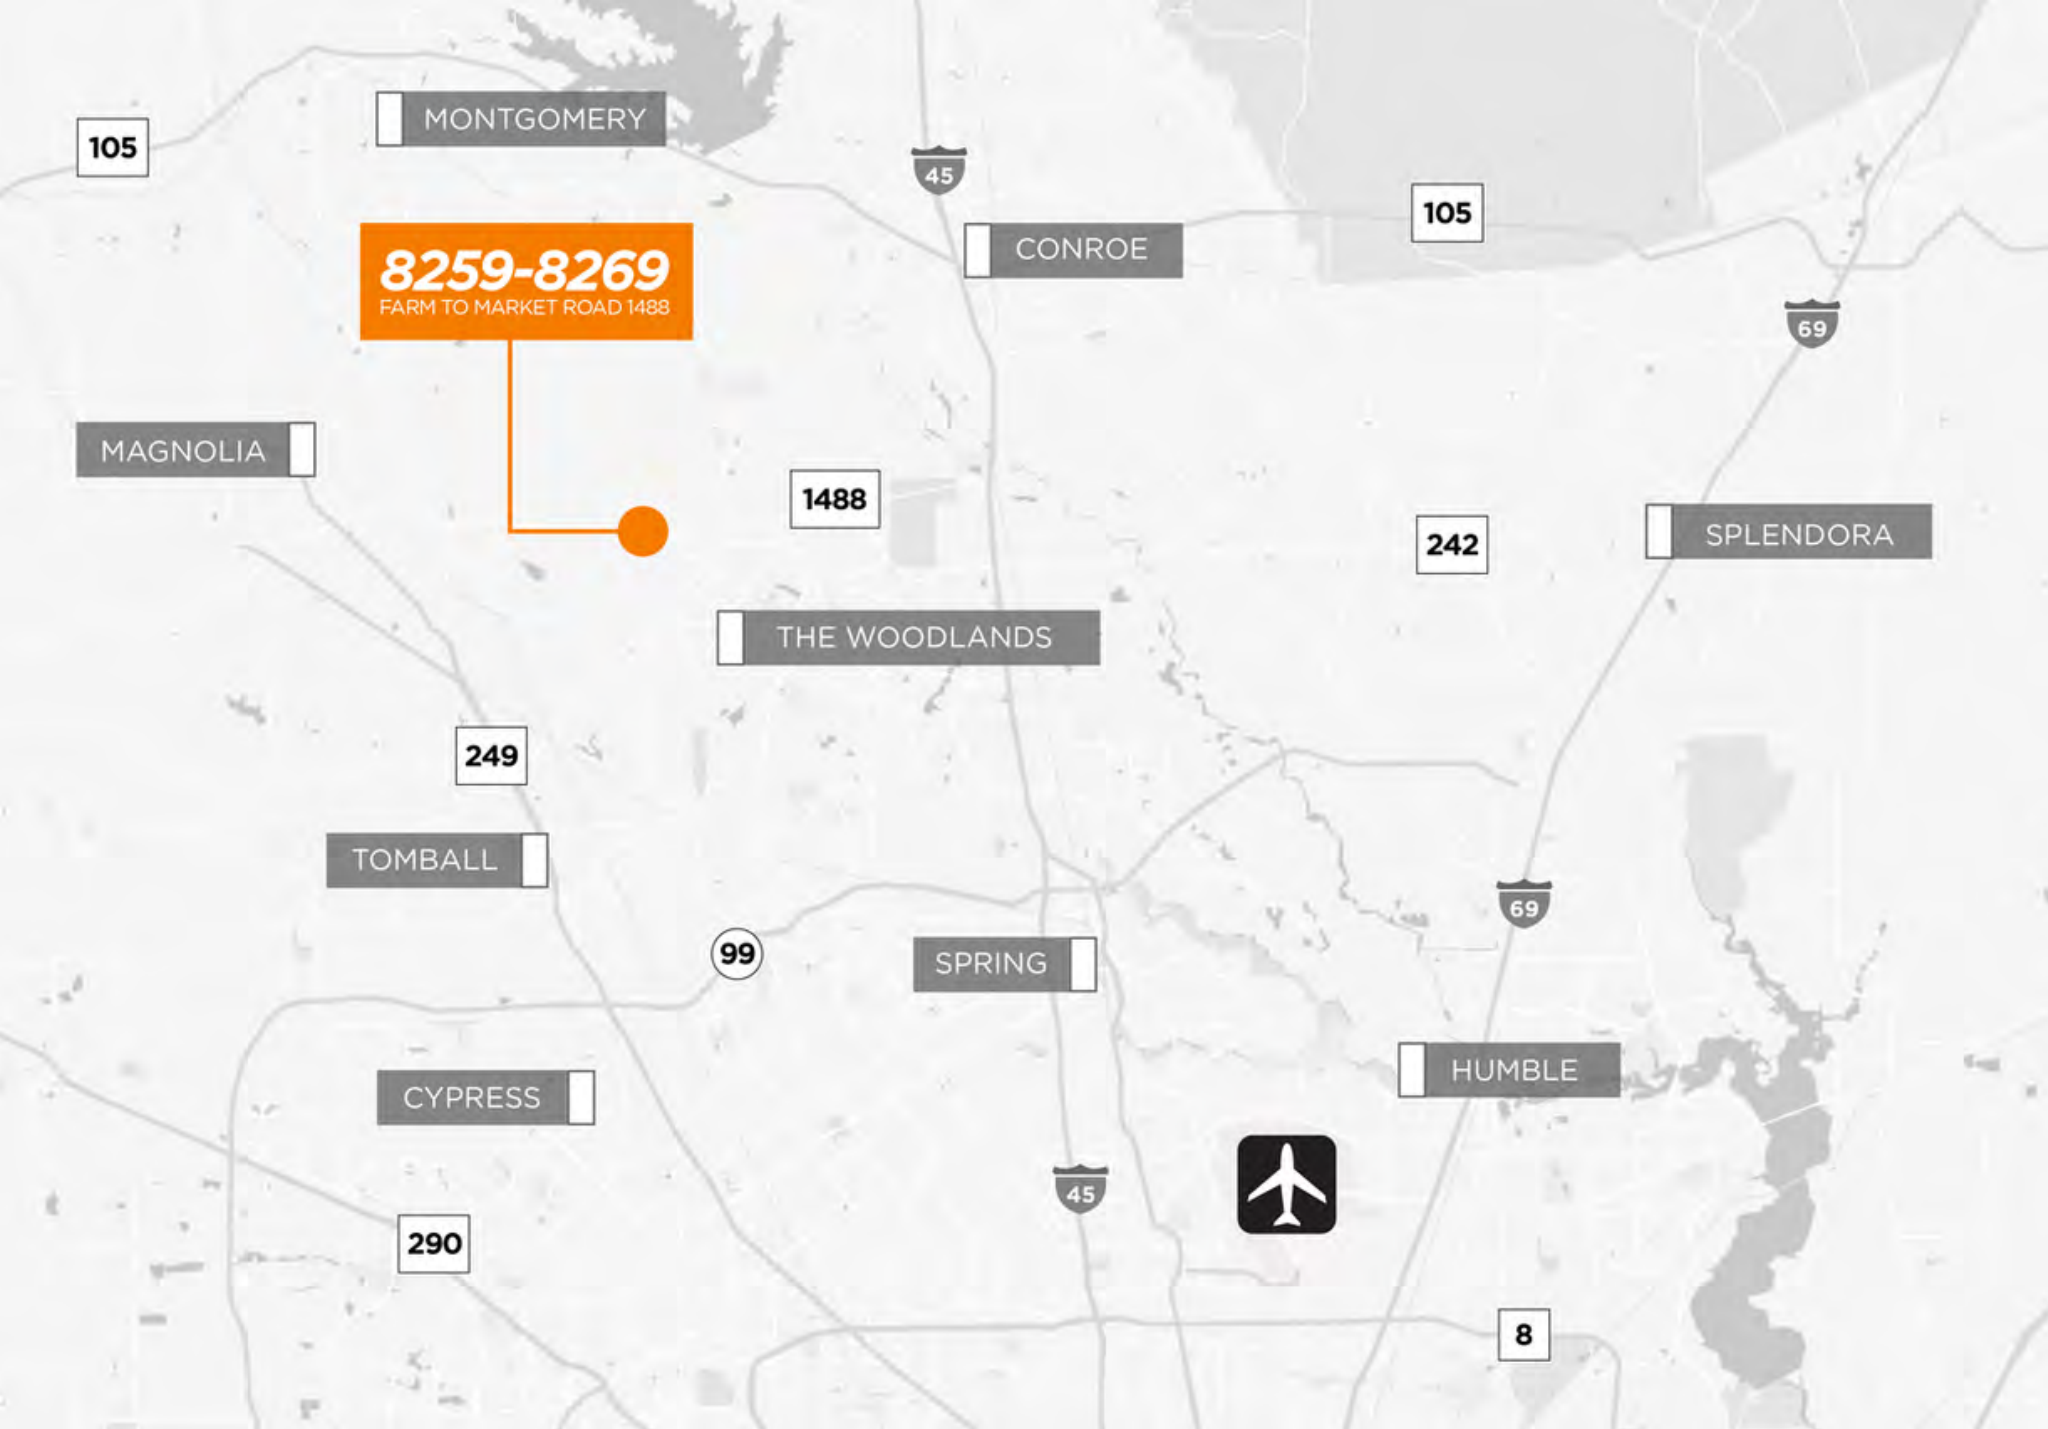 MONTGOMERY
105
45
105
CONROE
8259-8269
FARM TO MARKET ROAD 1488
69
MAGNOLIA
1488
242
SPLENDORA
THE WOODLANDS
249
TOMBALL
69
99
SPRING
HUMBLE
CYPRESS
45
290
8